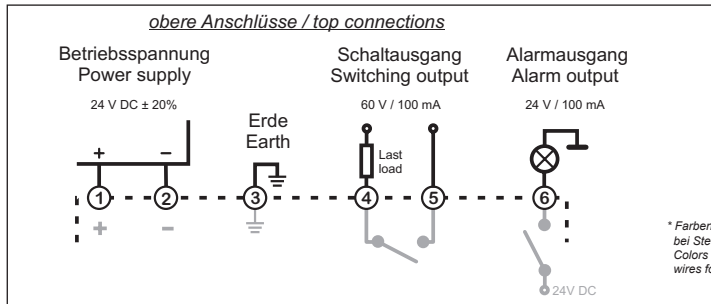 obere Anschlüsse / top connections
Betriebsspannung
Power supply
24 V DC ± 20%
+ −
Erde
Earth
Schaltausgang
Switching output
60 V / 100 mA
Last
load
Alarmausgang
Alarm output
24 V / 100 mA
1 2 3 4 5 6
+ −
24V DC
* Farben
bei Ste
Colors
wires fo